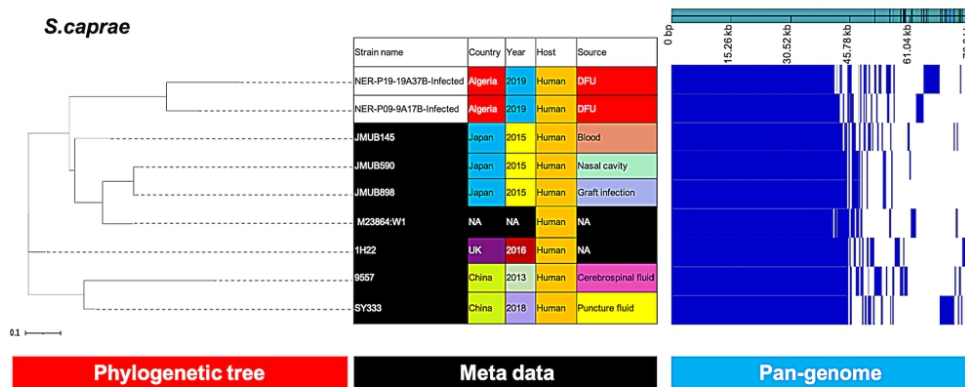 S.caprae
0 bp 15.26 kb 30.52 kb 45.78 kb 61.04 kb
Strain name Country Year Host Source
NER-P19-19A37B-Infected Algeria 2019 Human DFU
NER-P09-9A17B-Infected Algeria 2019 Human DFU
JMUB145 Japan 2015 Human Blood
JMUB590 Japan 2015 Human Nasal cavity
JMUB898 Japan 2015 Human Graft infection
M23864:W1 NA NA Human NA
1H22 UK 2016 Human NA
9557 China 2013 Human Cerebrospinal fluid
SY333 China 2018 Human Puncture fluid
0.1
Phylogenetic tree Meta data Pan-genome